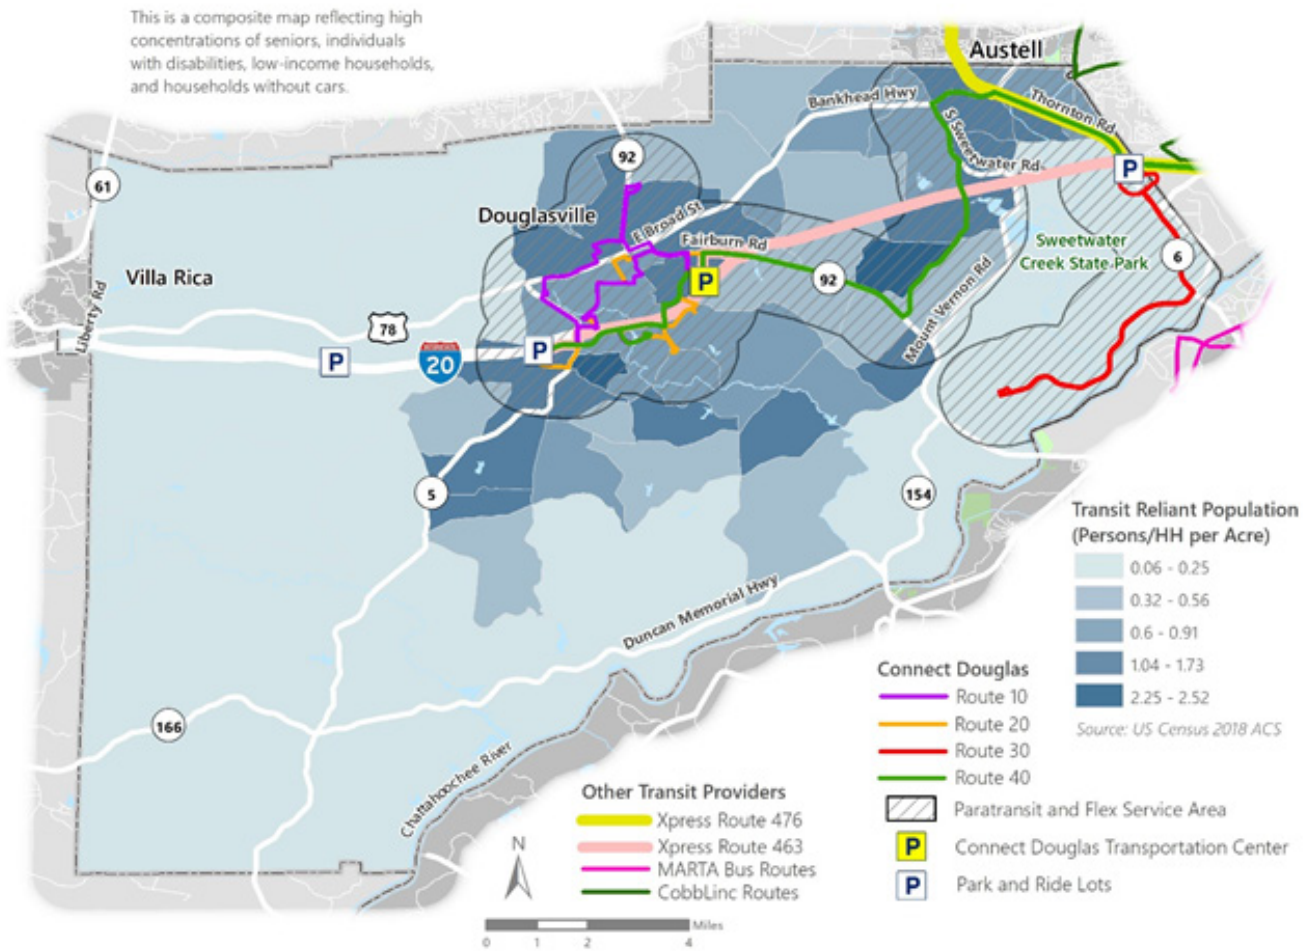 This is a composite map reflecting high
concentrations of seniors, individuals
with disabilities, low-income households,
and households without cars.
Austell
Bankhead Hwy
Thornton Rd
S Sweetwater Rd
P
92
61
Douglasville
E Broad St
Fairburn Rd
Sweetwater
Creek State Park
6
Villa Rica
P
92
Liberty Rd
78
Mount Vernon Rd
P
INTERSTATE
20
P
5
154
Transit Reliant Population
(Persons/HH per Acre)
0.06 - 0.25
0.32 - 0.56
0.6 - 0.91
1.04 - 1.73
2.25 - 2.52
Source: US Census 2018 ACS
Duncan Memorial Hwy
166
Chattahoochee River
Connect Douglas
Route 10
Route 20
Route 30
Route 40
Paratransit and Flex Service Area
P Connect Douglas Transportation Center
P Park and Ride Lots
Other Transit Providers
Xpress Route 476
Xpress Route 463
MARTA Bus Routes
CobbLinc Routes
N
Miles
0 1 2 4